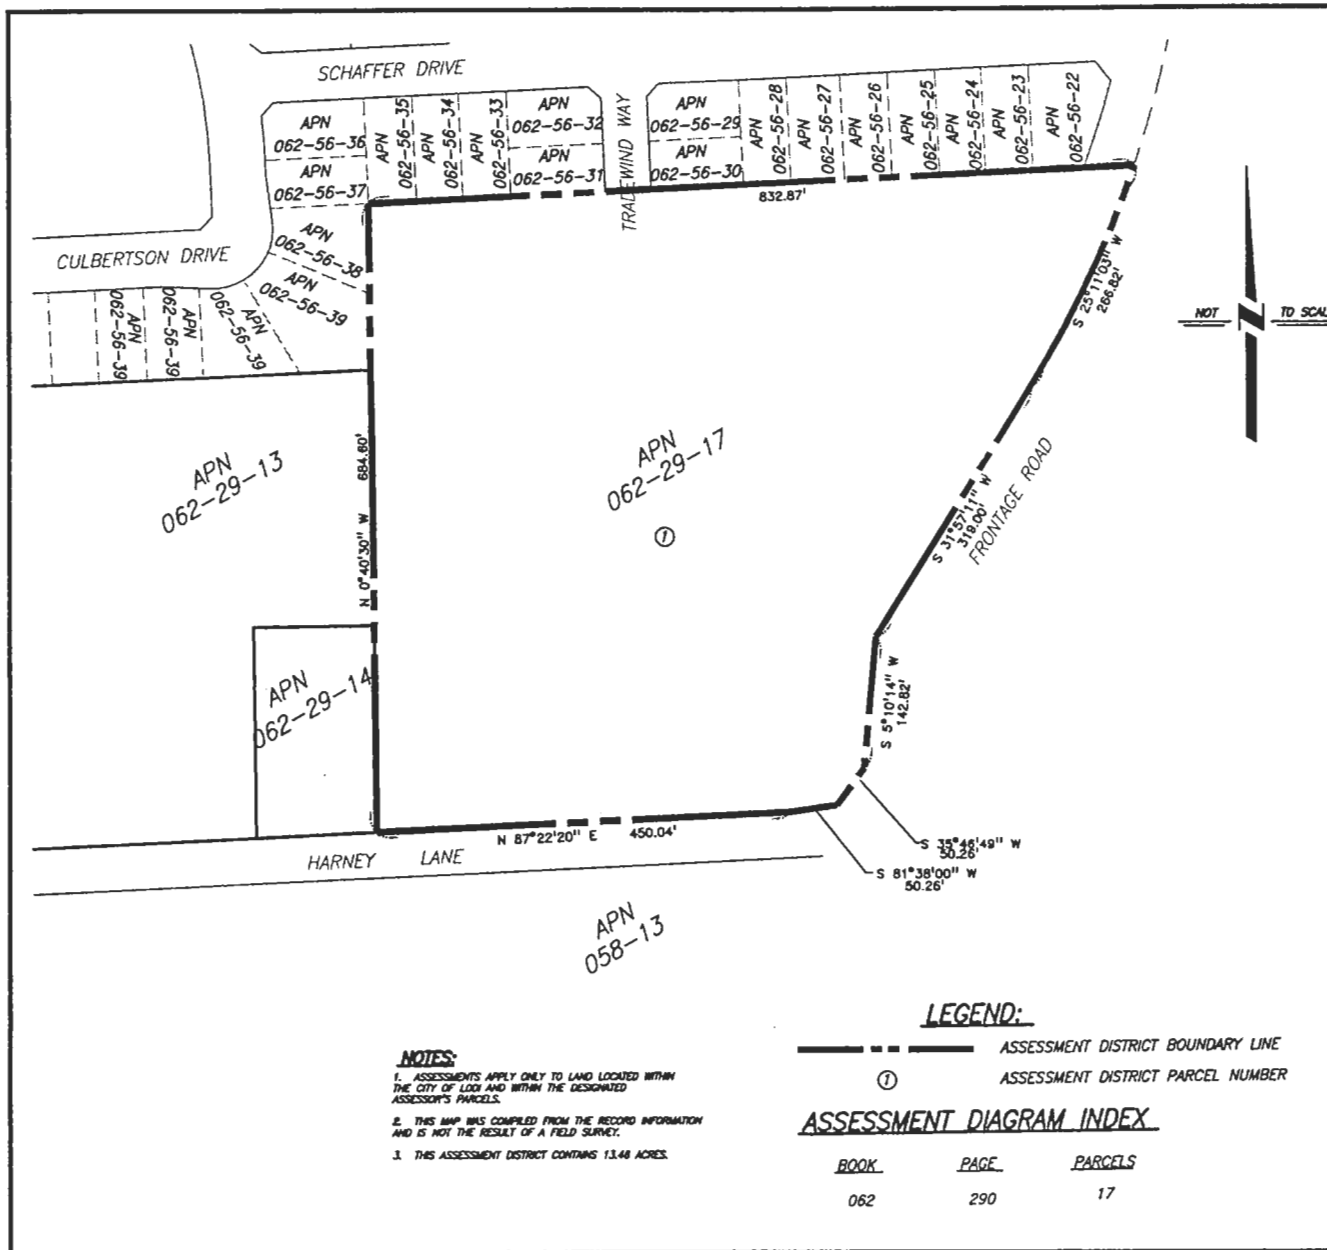 SCHAFFER DRIVE
APN
062-56-36
APN
062-56-37
APN
062-56-35
APN
062-56-34
APN
062-56-33
APN
062-56-32
APN
062-56-31
TRADEWIND WAY
APN
062-56-29
APN
062-56-30
APN
062-56-28
APN
062-56-27
APN
062-56-26
APN
062-56-25
APN
062-56-24
APN
062-56-23
APN
062-56-22
832.87'
CULBERTSON DRIVE
APN
062-56-38
APN
062-56-39
APN
062-56-39
APN
062-56-39
APN
062-56-39
S 25°11'03" W
266.82'
NOT TO SCAL
APN
062-29-13
N 0°40'30" W 684.60'
APN
062-29-17
1
S 31°57'11" W
319.00'
FRONTAGE ROAD
APN
062-29-14
S 5°10'14" W
142.82'
N 87°22'20" E 450.04'
HARNEY LANE
S 35°46'49" W
50.26'
S 81°38'00" W
50.26'
APN
058-13
NOTES:
1. ASSESSMENTS APPLY ONLY TO LAND LOCATED WITHIN
THE CITY OF LODI AND WITHIN THE DESIGNATED
ASSESSOR'S PARCELS.
2. THIS MAP WAS COMPILED FROM THE RECORD INFORMATION
AND IS NOT THE RESULT OF A FIELD SURVEY.
3. THIS ASSESSMENT DISTRICT CONTAINS 13.48 ACRES.
LEGEND:
ASSESSMENT DISTRICT BOUNDARY LINE
1 ASSESSMENT DISTRICT PARCEL NUMBER
ASSESSMENT DIAGRAM INDEX
BOOK PAGE PARCELS
062 290 17